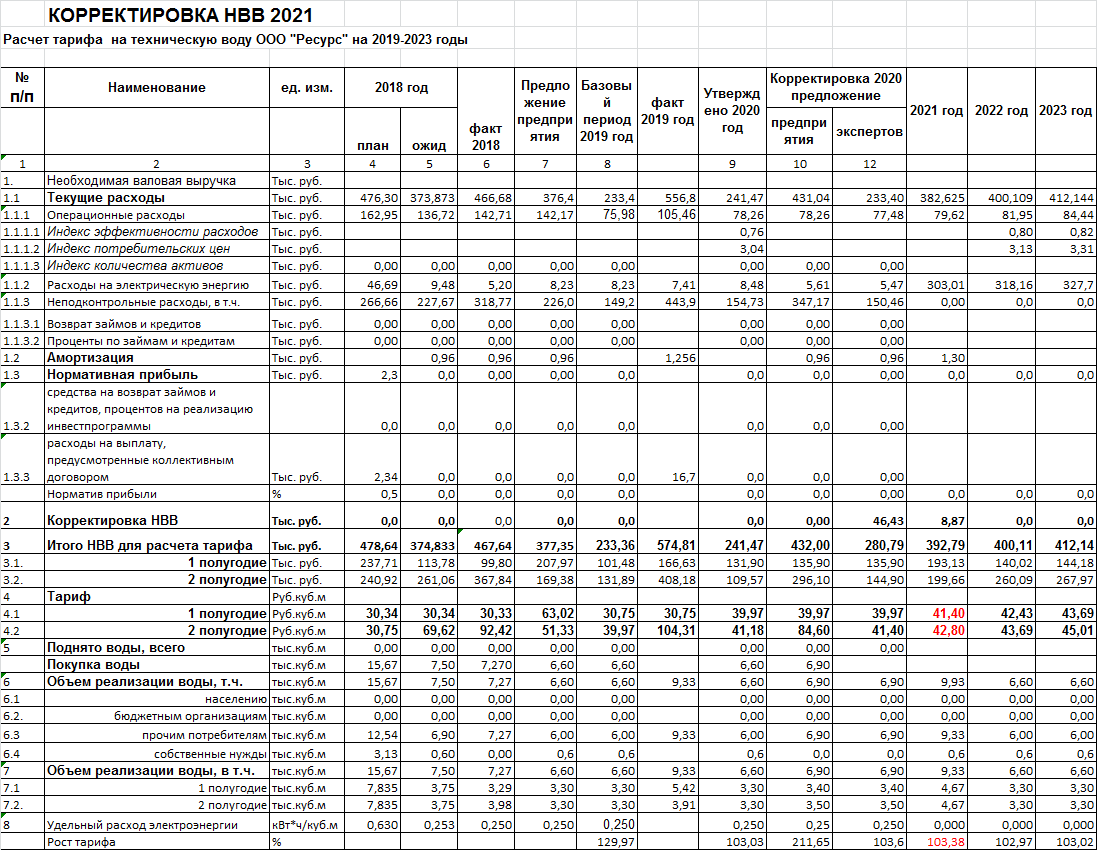 КОРРЕКТИРОВКА НВВ 2021
Расчет тарифа на техническую воду ООО "Ресурс" на 2019-2023 годы
№ п/п Наименование ед. изм. 2018 год факт 2018 Предложение предприятия Базовый период 2019 год факт 2019 год Утверждено 2020 год Корректировка 2020 предложение 2021 год 2022 год 2023 год
план ожид предприятия экспертов
1 2 3 4 5 6 7 8 9 10 12
1. Необходимая валовая выручка Тыс. руб.
1.1 Текущие расходы Тыс. руб. 476,30 373,873 466,68 376,4 233,4 556,8 241,47 431,04 233,40 382,625 400,109 412,144
1.1.1 Операционные расходы Тыс. руб. 162,95 136,72 142,71 142,17 75,98 105,46 78,26 78,26 77,48 79,62 81,95 84,44
1.1.1.1 Индекс эффективности расходов Тыс. руб. 0,76 0,80 0,82
1.1.1.2 Индекс потребительских цен Тыс. руб. 3,04 3,13 3,31
1.1.1.3 Индекс количества активов Тыс. руб. 0,00 0,00 0,00 0,00 0,00 0,00 0,00 0,00
1.1.2 Расходы на электрическую энергию Тыс. руб. 46,69 9,48 5,20 8,23 8,23 7,41 8,48 5,61 5,47 303,01 318,16 327,7
1.1.3 Неподконтрольные расходы, в т.ч. Тыс. руб. 266,66 227,67 318,77 226,0 149,2 443,9 154,73 347,17 150,46 0,00 0,0 0,0
1.1.3.1 Возврат займов и кредитов Тыс. руб. 0,00 0,00 0,00 0,00 0,00 0,00 0,00 0,00
1.1.3.2 Проценты по займам и кредитам Тыс. руб. 0,00 0,00 0,00 0,00 0,00 0,00 0,00 0,00
1.2 Амортизация Тыс. руб. 0,96 0,96 0,96 1,256 0,96 0,96 1,30
1.3 Нормативная прибыль Тыс. руб. 2,3 0,0 0,00 0,00 0,0 0,0 0,0 0,00 0,0 0,0 0,0
средства на возврат займов и
кредитов, процентов на реализацию
1.3.2 инвестпрограммы 0,0 0,0 0,0 0,0 0,0 0,0 0,0 0,00
расходы на выплату,
предусмотренные коллективным
1.3.3 договором Тыс. руб. 2,34 0,0 0,0 0,0 0,0 16,7 0,0 0,0 0,00
Норматив прибыли % 0,5 0,0 0,0 0,0 0,0 0,0 0,0 0,00 0,0 0,0 0,0
2 Корректировка НВВ Тыс. руб. 0,0 0,0 0,0 0,0 0,0 0,0 0,00 46,43 8,87 0,0 0,0
3 Итого НВВ для расчета тарифа Тыс. руб. 478,64 374,833 467,64 377,35 233,36 574,81 241,47 432,00 280,79 392,79 400,11 412,14
3.1. 1 полугодие Тыс. руб. 237,71 113,78 99,80 207,97 101,48 166,63 131,90 135,90 135,90 193,13 140,02 144,18
3.2. 2 полугодие Тыс. руб. 240,92 261,06 367,84 169,38 131,89 408,18 109,57 296,10 144,90 199,66 260,09 267,97
4 Тариф Руб.куб.м
4.1 1 полугодие Руб.куб.м 30,34 30,34 30,33 63,02 30,75 30,75 39,97 39,97 39,97 41,40 42,43 43,69
4.2 2 полугодие Руб.куб.м 30,75 69,62 92,42 51,33 39,97 104,31 41,18 84,60 41,40 42,80 43,69 45,01
5 Поднято воды, всего тыс.куб.м 0,00 0,00 0,00 0,00 0,00 0,00 0,00 0,00
Покупка воды тыс.куб.м 15,67 7,50 7,270 6,60 6,60 6,60 6,90
6 Объем реализации воды, т.ч. тыс.куб.м 15,67 7,50 7,27 6,60 6,60 9,33 6,60 6,90 6,90 9,93 6,60 6,60
6.1 населению тыс.куб.м 0,00 0,00 0,00 0,00 0,00 0,00 0,00 0,00 0,00 0,00 0,00
6.2. бюджетным организациям тыс.куб.м 0,00 0,00 0,00 0,00 0,00 0,00 0,00 0,00 0,00 0,00 0,00
6.3 прочим потребителям тыс.куб.м 12,54 6,90 7,27 6,00 6,00 9,33 6,00 6,90 6,90 9,33 6,00 6,00
6.4 собственные нужды тыс.куб.м 3,13 0,60 0,00 0,6 0,6 0,6 0,0 0,0 0,6 0,6 0,6
7 Объем реализации воды, в т.ч. тыс.куб.м 15,67 7,50 7,27 6,60 6,60 9,33 6,60 6,90 6,90 9,33 6,60 6,60
7.1 1 полугодие тыс.куб.м 7,835 3,75 3,29 3,30 3,30 5,42 3,30 3,40 3,40 4,67 3,30 3,30
7.2. 2 полугодие тыс.куб.м 7,835 3,75 3,98 3,30 3,30 3,91 3,30 3,50 3,50 4,67 3,30 3,30
8 Удельный расход электроэнергии кВт*ч/куб.м 0,630 0,253 0,250 0,250 0,250 0,250 0,25 0,250 0,000 0,000 0,000
Рост тарифа % 129,97 103,03 211,65 103,6 103,38 102,97 103,02